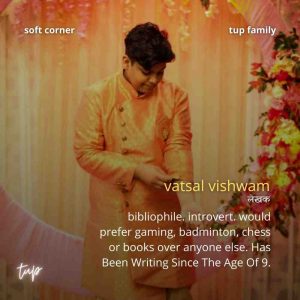 soft corner
tup family
vatsal vishwam
लेखक
bibliophile. introvert. would
prefer gaming, badminton, chess
or books over anyone else. Has
Been Writing Since The Age Of 9.
tup